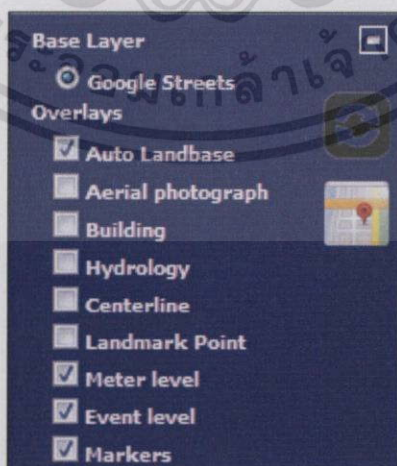 Base Layer
Google Streets
Overlays
Auto Landbase
Aerial photograph
Building
Hydrology
Centerline
Landmark Point
Meter level
Event level
Markers